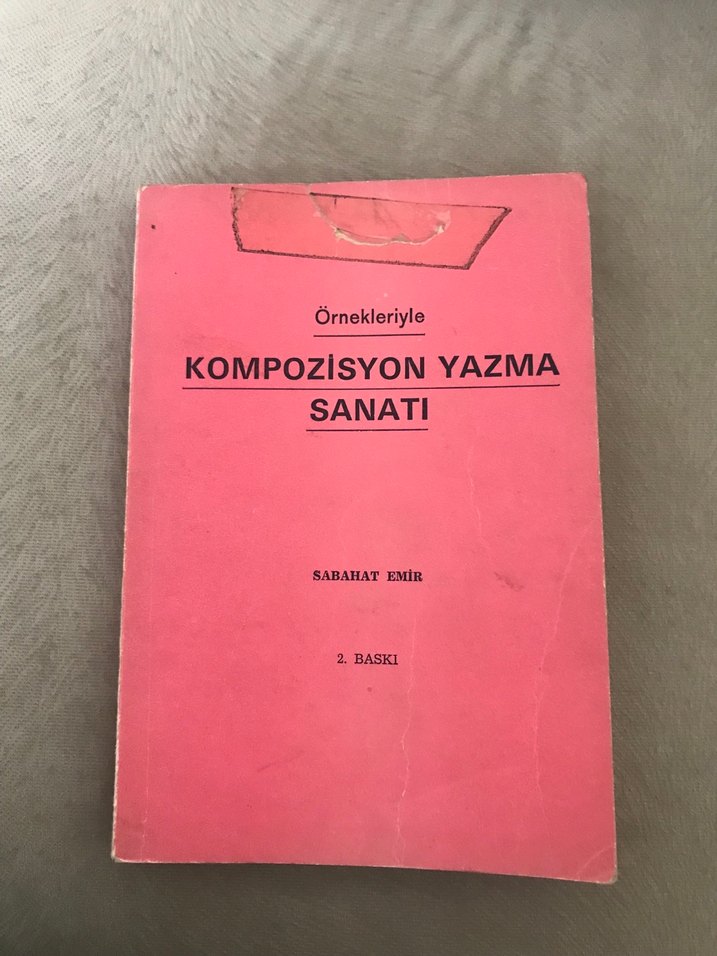 Örnekleriyle
KOMPOZİSYON YAZMA
SANATI
SABAHAT EMİR
2. BASKI